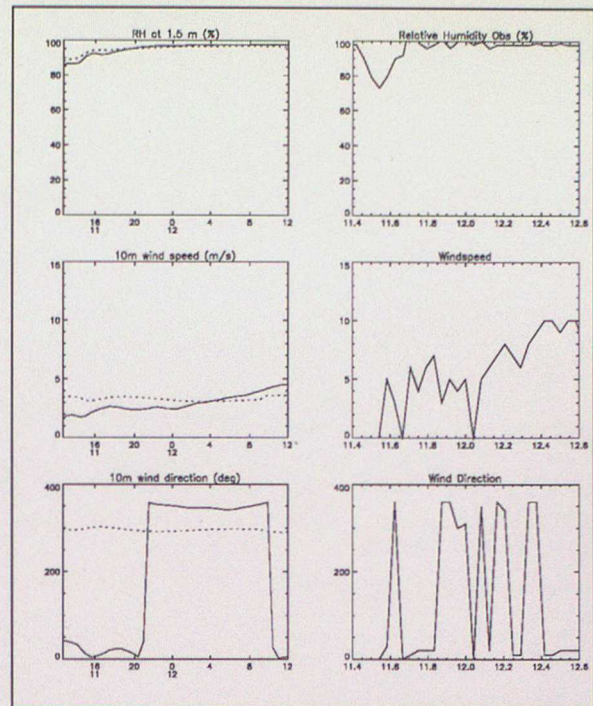 RH at 1.5 m (%)
100
80
60
40
20
0
16 20 0 4 8 12
11 12
Relative Humidity Obs (%)
100
80
60
40
20
0
11.4 11.6 11.8 12.0 12.2 12.4 12.6
10m wind speed (m/s)
15
10
5
0
16 20 0 4 8 12
11 12
Windspeed
15
10
5
0
11.4 11.6 11.8 12.0 12.2 12.4 12.6
10m wind direction (deg)
400
200
0
16 20 0 4 8 12
11 12
Wind Direction
400
200
0
11.4 11.6 11.8 12.0 12.2 12.4 12.6